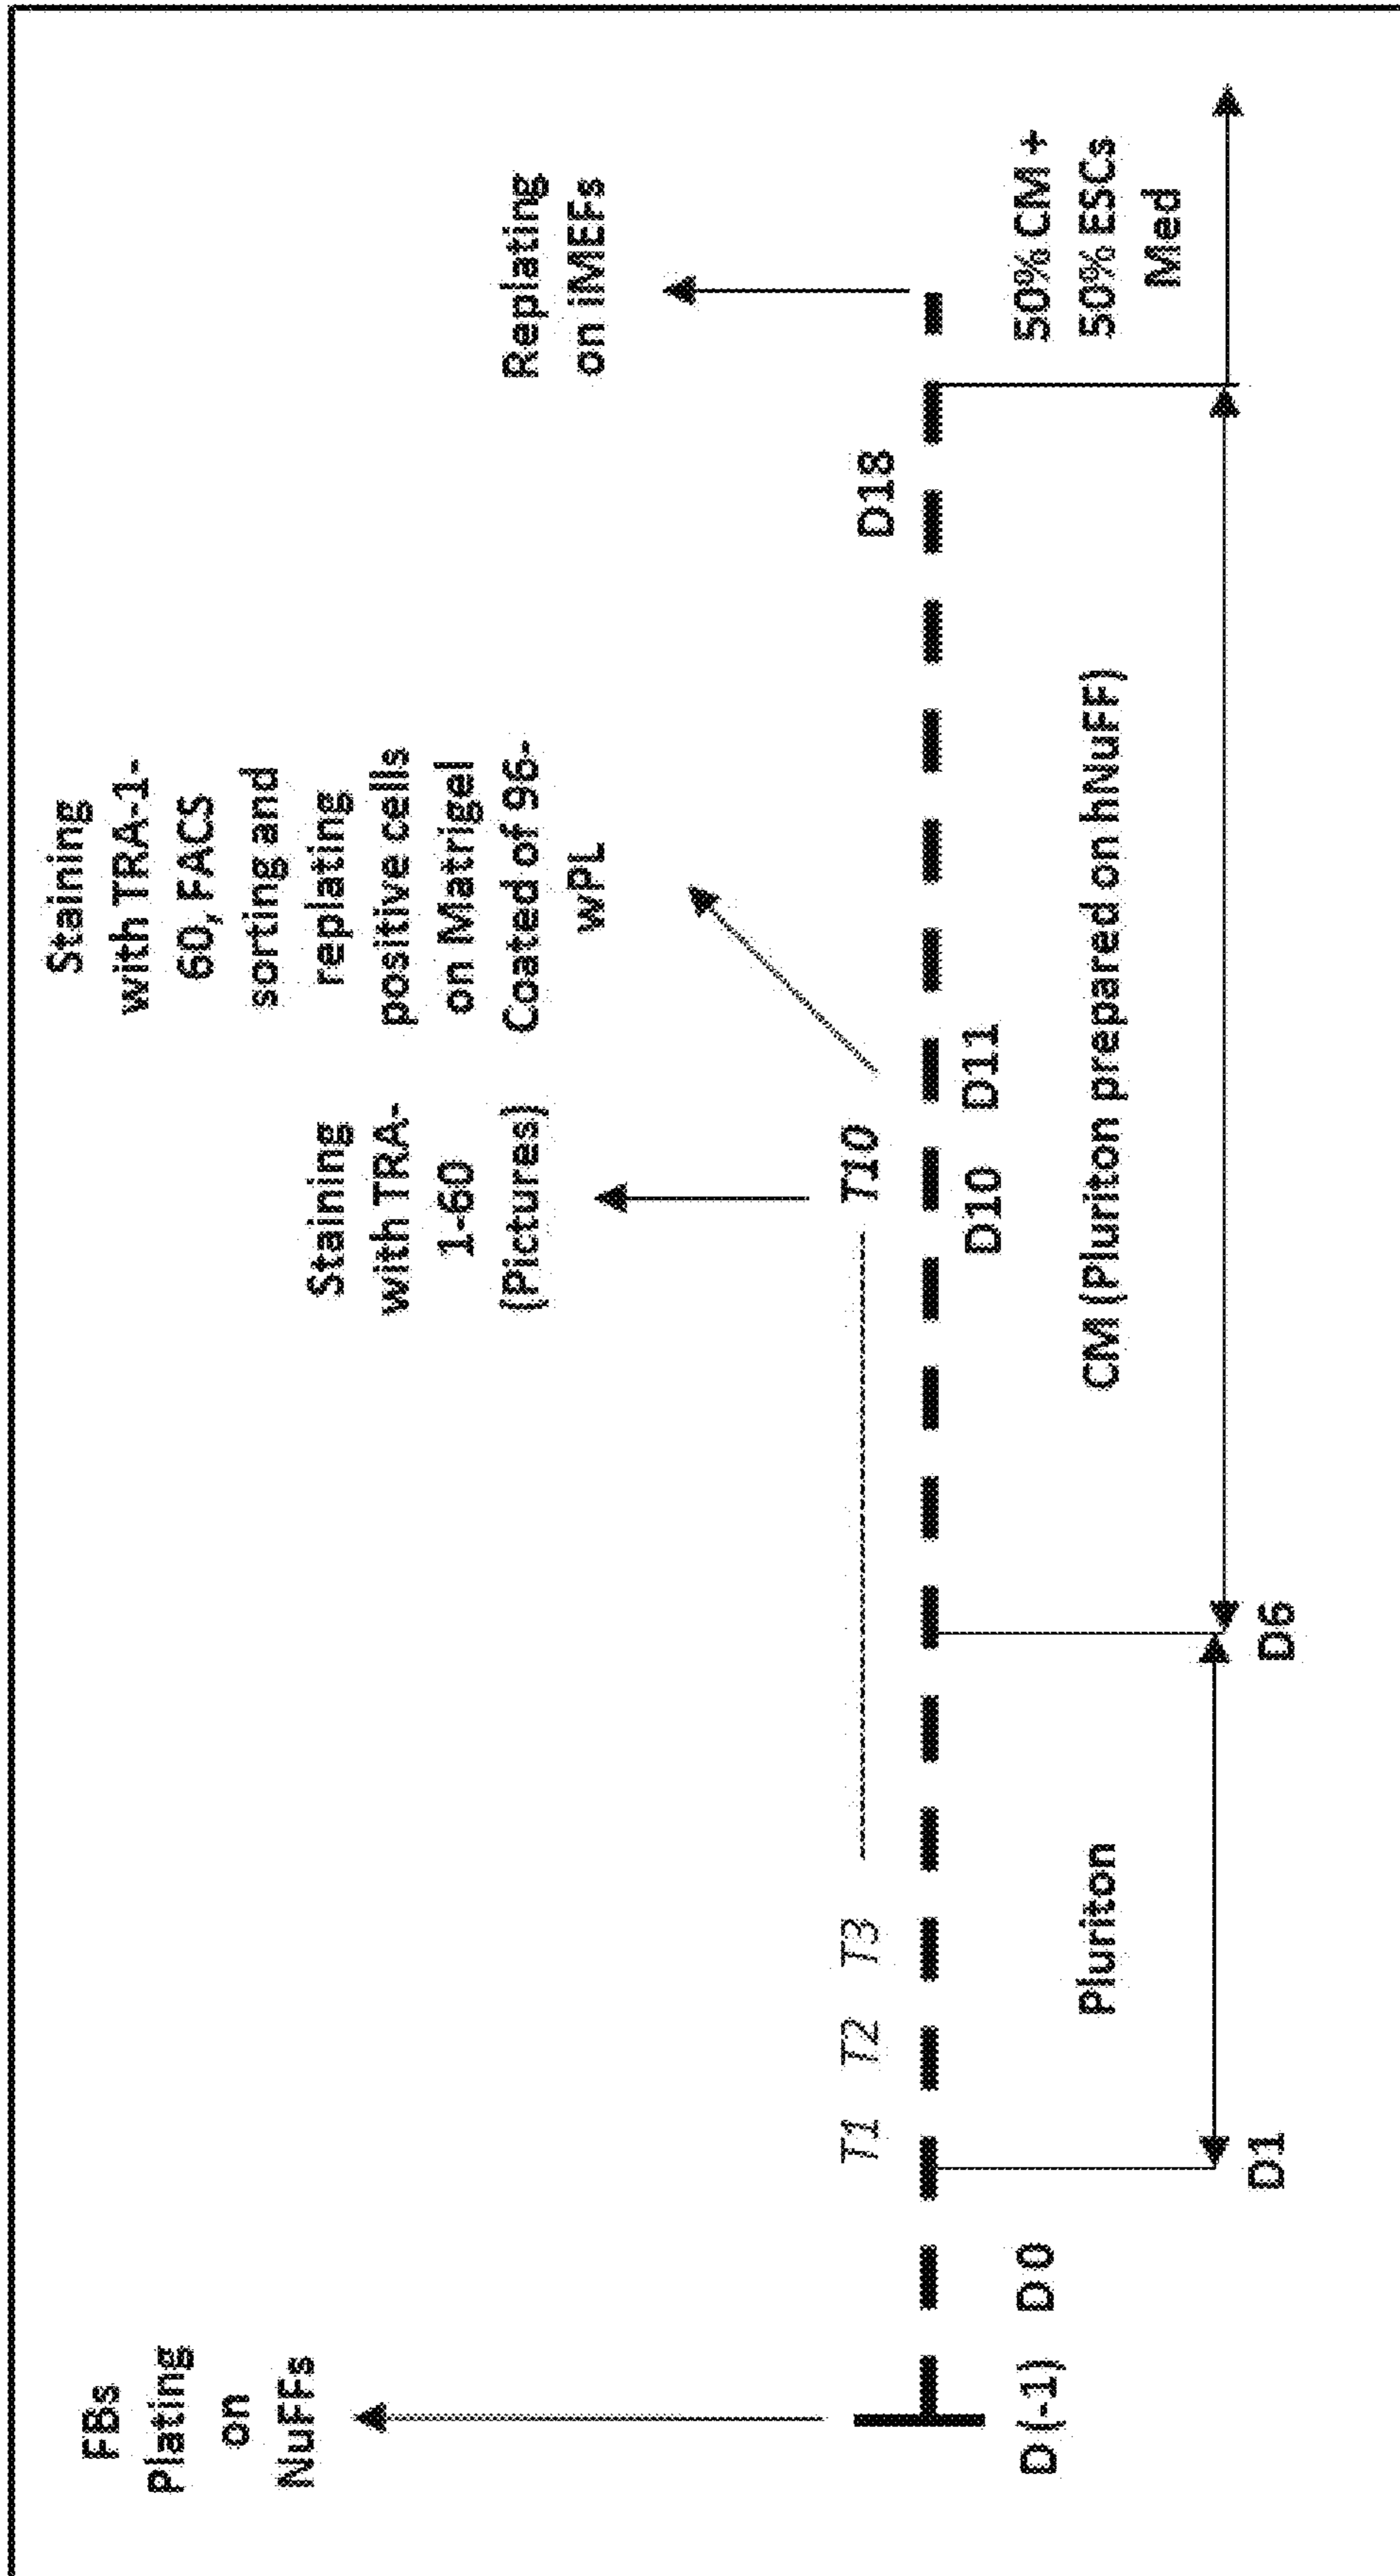 FBs
Plating
on
NuFFs
Staining
with TRA-
1-60
(Pictures)
Staining
with TRA-1-
60, FACS
sorting and
replating
positive cells
on Matrigel
Coated of 96-
wPL
Replating
on iMEFs
T1 T2 T3 T10
D18
D (-1) D 0
D10 D11
Pluriton
CM (Pluriton prepared on hNuFF)
50% CM +
50% ESCs
Med
D1
D6